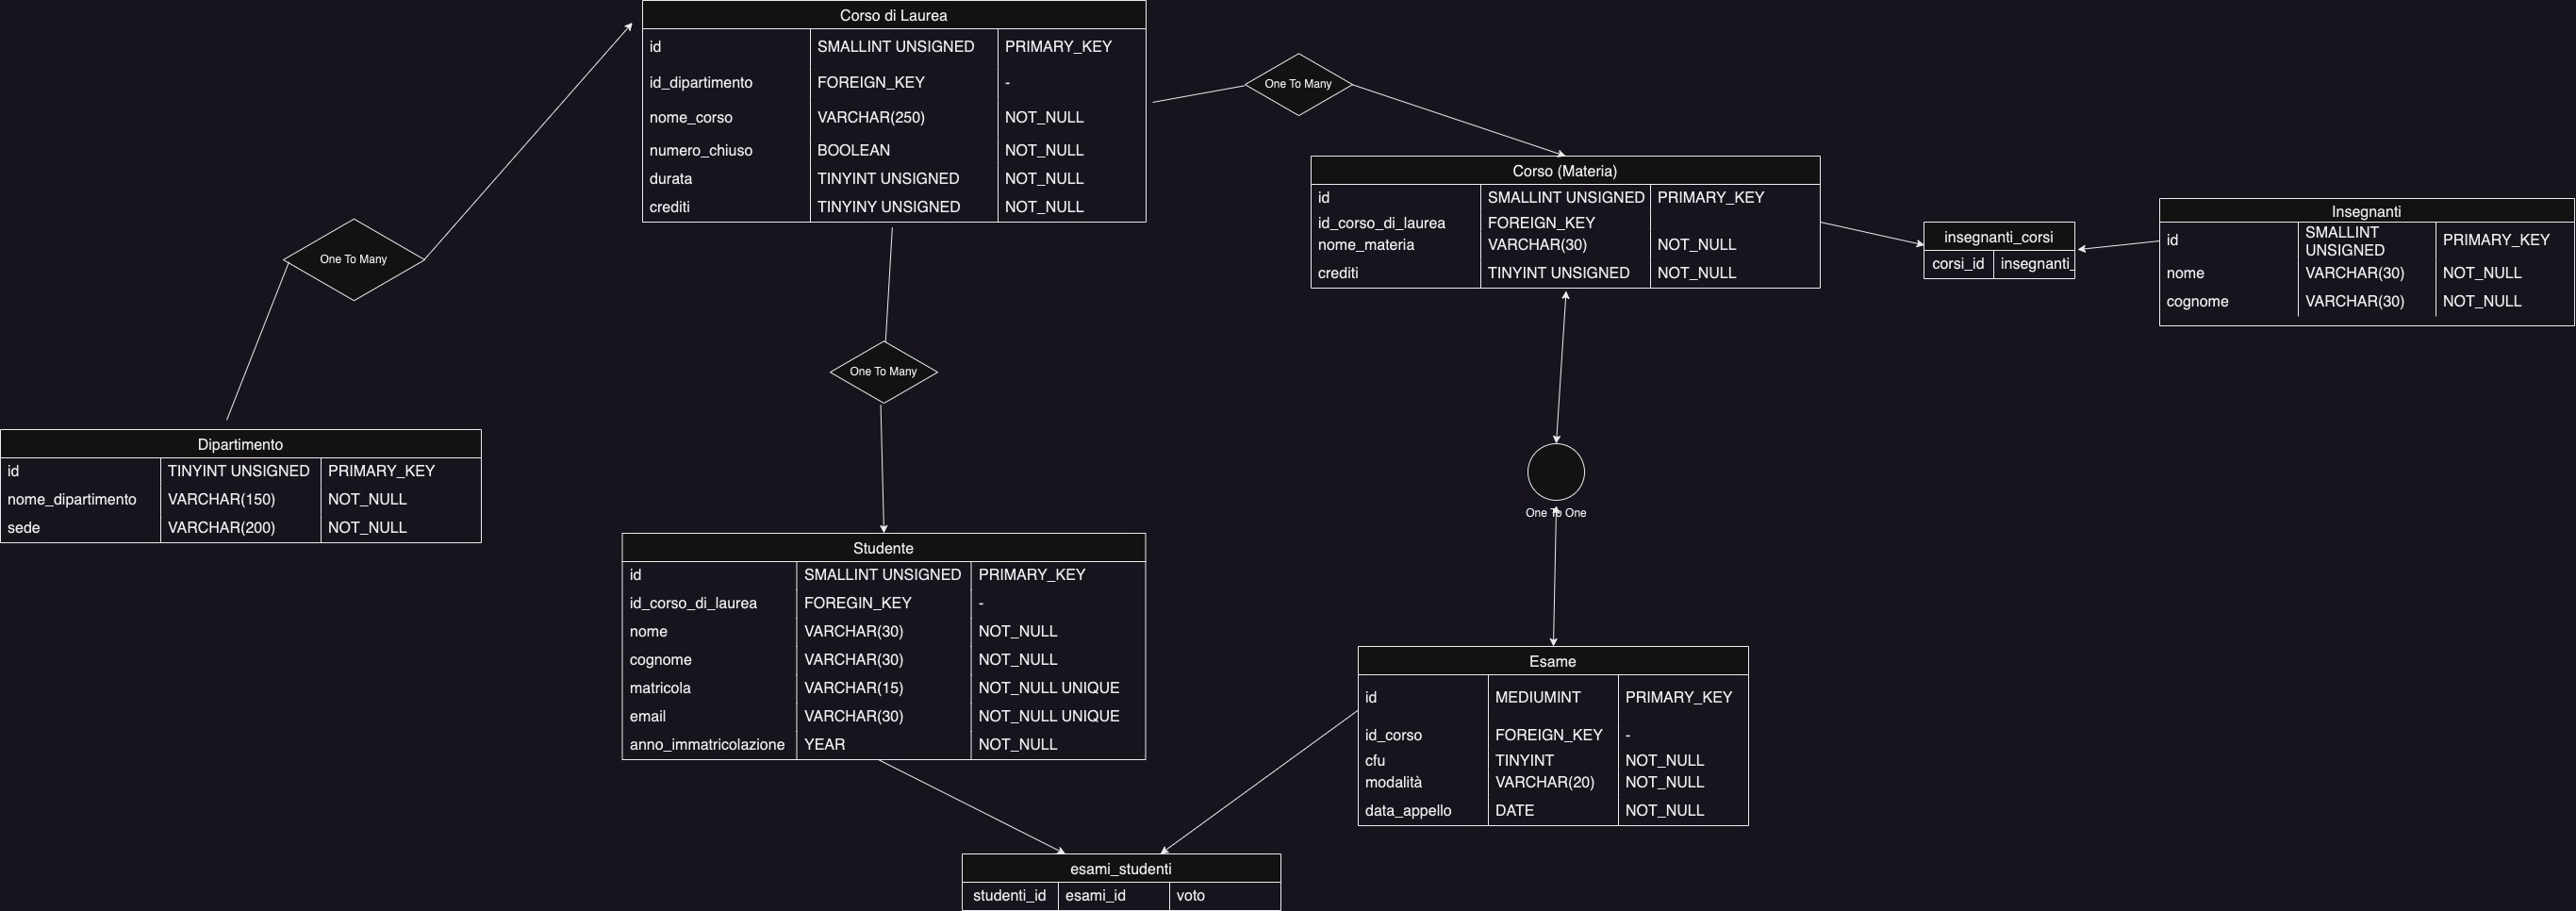 Corso di Laurea
id SMALLINT UNSIGNED PRIMARY_KEY
id_dipartimento FOREIGN_KEY -
nome_corso VARCHAR(250) NOT_NULL
numero_chiuso BOOLEAN NOT_NULL
durata TINYINT UNSIGNED NOT_NULL
crediti TINYINY UNSIGNED NOT_NULL
One To Many
Corso (Materia)
id SMALLINT UNSIGNED PRIMARY_KEY
id_corso_di_laurea FOREIGN_KEY
nome_materia VARCHAR(30) NOT_NULL
crediti TINYINT UNSIGNED NOT_NULL
insegnanti_corsi
corsi_id insegnanti_
Insegnanti
id SMALLINT UNSIGNED PRIMARY_KEY
nome VARCHAR(30) NOT_NULL
cognome VARCHAR(30) NOT_NULL
One To Many
One To Many
Dipartimento
id TINYINT UNSIGNED PRIMARY_KEY
nome_dipartimento VARCHAR(150) NOT_NULL
sede VARCHAR(200) NOT_NULL
One To One
Studente
id SMALLINT UNSIGNED PRIMARY_KEY
id_corso_di_laurea FOREGIN_KEY -
nome VARCHAR(30) NOT_NULL
cognome VARCHAR(30) NOT_NULL
matricola VARCHAR(15) NOT_NULL UNIQUE
email VARCHAR(30) NOT_NULL UNIQUE
anno_immatricolazione YEAR NOT_NULL
Esame
id MEDIUMINT PRIMARY_KEY
id_corso FOREIGN_KEY -
cfu TINYINT NOT_NULL
modalità VARCHAR(20) NOT_NULL
data_appello DATE NOT_NULL
esami_studenti
studenti_id esami_id voto